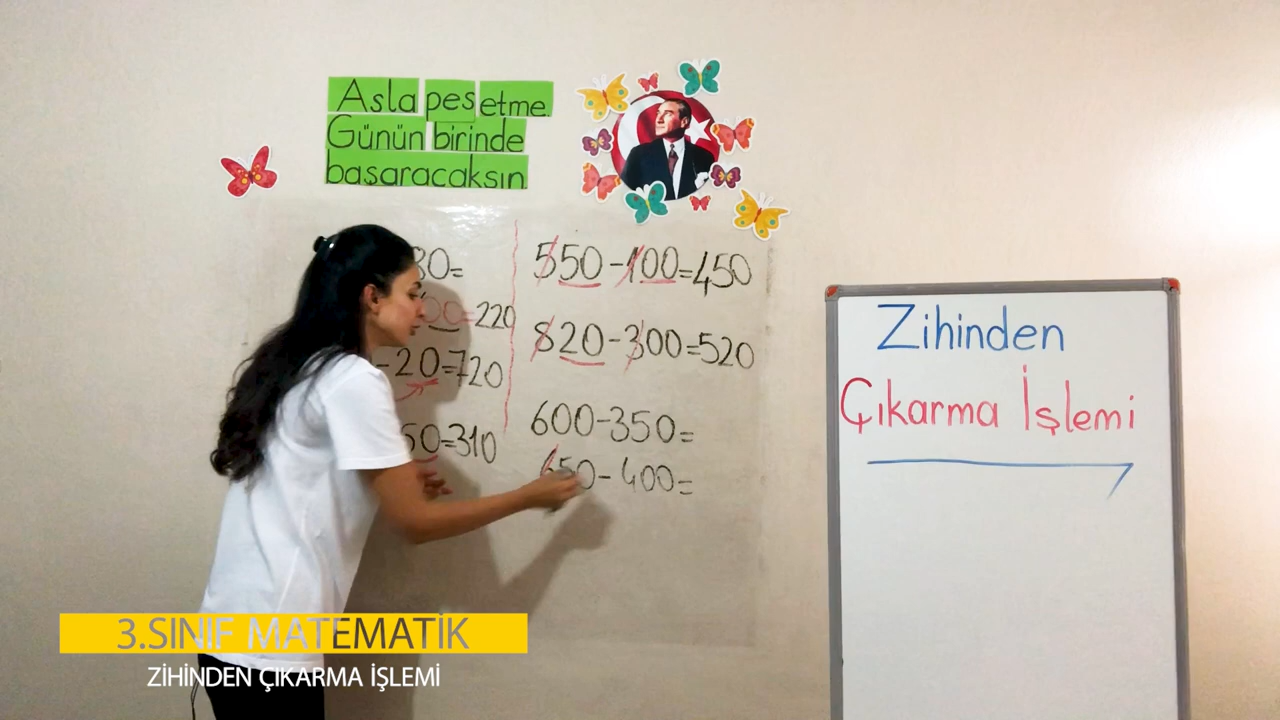 Asla pes etme.
Günün birinde
başaracaksın.
80=
00=220
-20=720
50=310
550-100=450
820-300=520
600-350=
650-400=
Zihinden
Çıkarma İşlemi
3.SINIF MATEMATİK
ZİHİNDEN ÇIKARMA İŞLEMİ